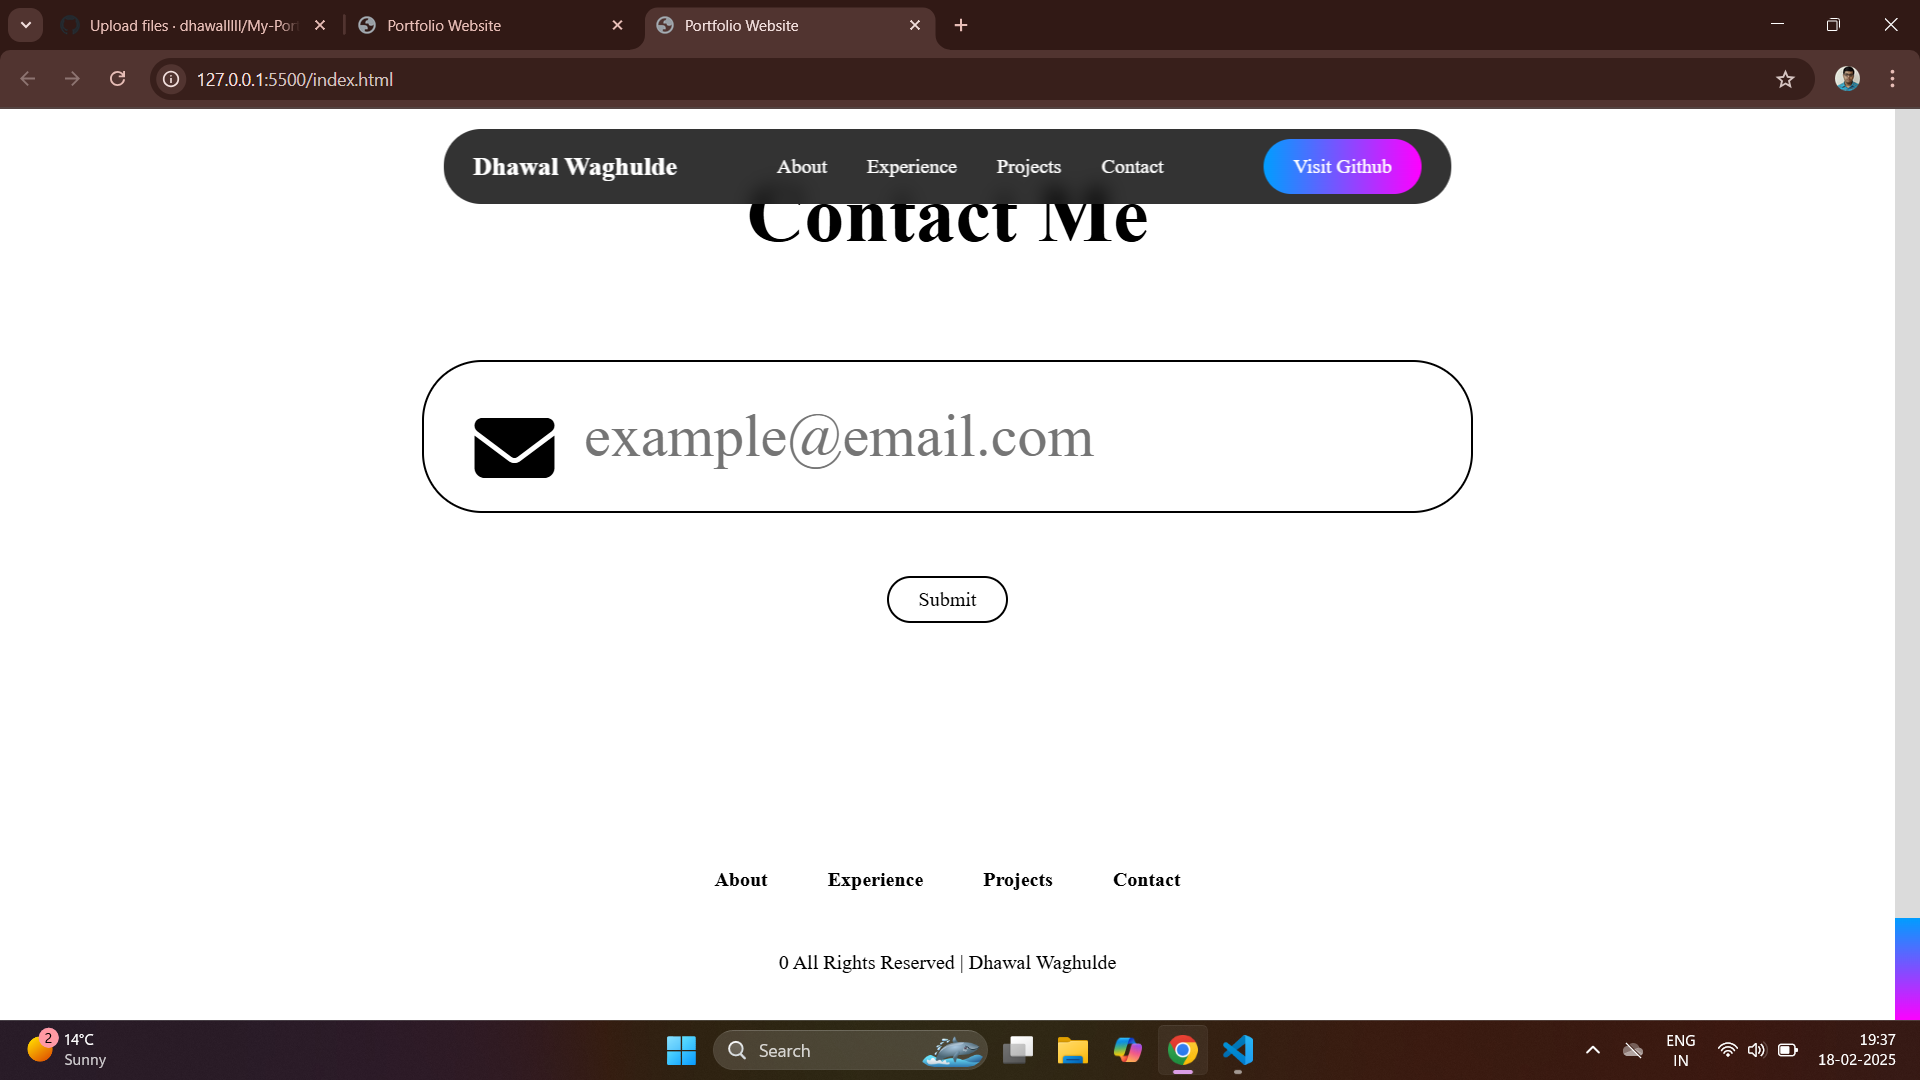 Upload files · dhawalllll/My-Por
Portfolio Website
Portfolio Website
127.0.0.1:5500/index.html
Dhawal Waghulde
About
Experience
Projects
Contact
Visit Github
Contact Me
example@email.com
Submit
About
Experience
Projects
Contact
0 All Rights Reserved | Dhawal Waghulde
2
14°C
Sunny
Search
ENG
IN
19:37
18-02-2025